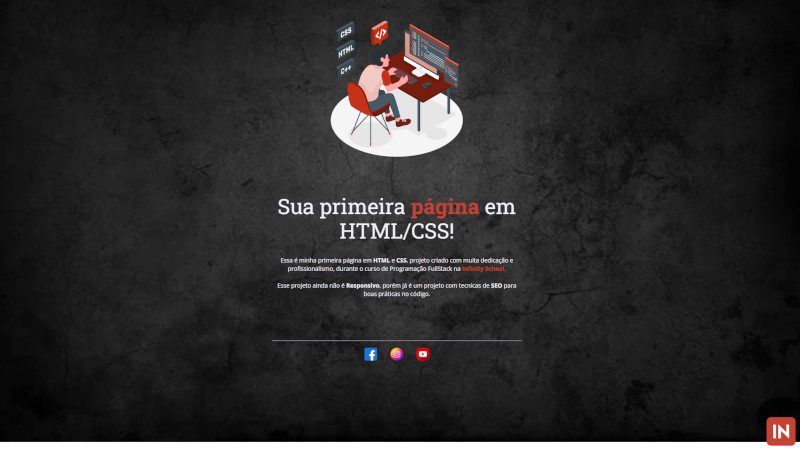 CSS
</>
HTML
C++
Sua primeira página em
HTML/CSS!
Essa é minha primeira página em HTML e CSS, projeto criado com muita dedicação e
profissionalismo, durante o curso de Programação FullStack na Infinity School.
Esse projeto ainda não é Responsivo, porém já é um projeto com tecnicas de SEO para
boas práticas no código.
IN